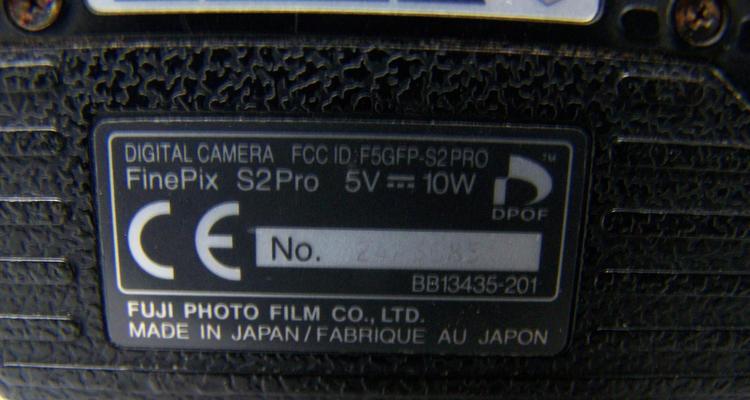 DIGITAL CAMERA FCC ID:F5GFP-S2PRO
FinePix S2Pro 5V⎓10W
TM
DPOF
CE No.
BB13435-201
FUJI PHOTO FILM CO., LTD.
MADE IN JAPAN/FABRIQUE AU JAPON